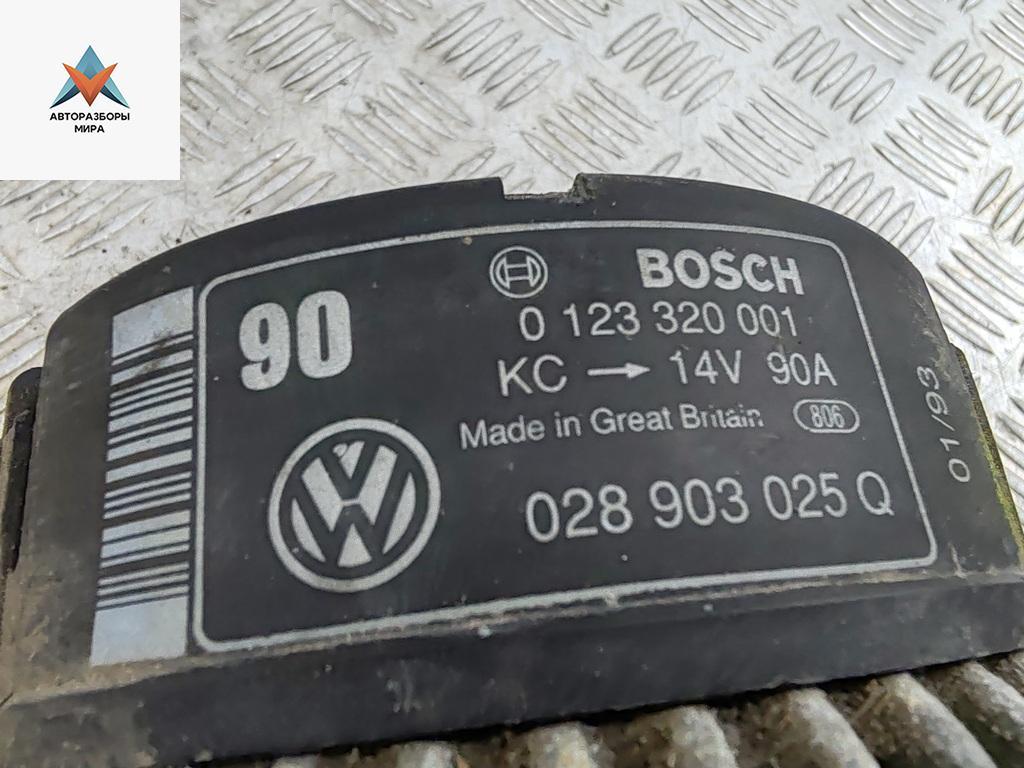 АВТОРАЗБОРЫ
МИРА
90
BOSCH
0 123 320 001
KC → 14V 90A
Made in Great Britain 806
028 903 025 Q
01/93